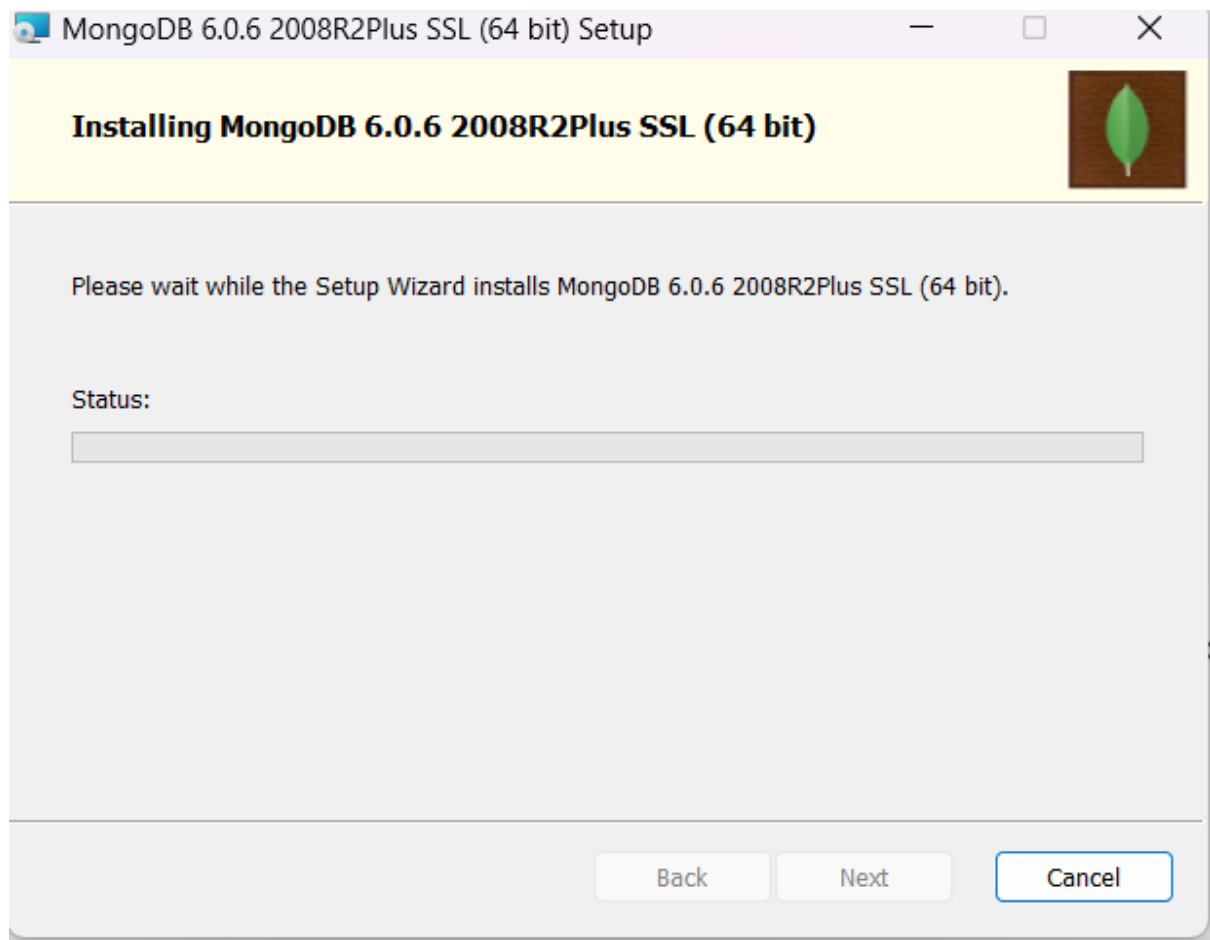 MongoDB 6.0.6 2008R2Plus SSL (64 bit) Setup
Installing MongoDB 6.0.6 2008R2Plus SSL (64 bit)
Please wait while the Setup Wizard installs MongoDB 6.0.6 2008R2Plus SSL (64 bit).
Status:
Back Next Cancel